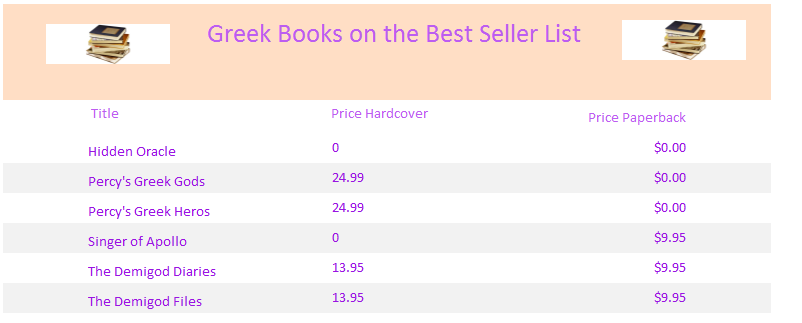 Greek Books on the Best Seller List
Title Price Hardcover Price Paperback
Hidden Oracle 0 $0.00
Percy's Greek Gods 24.99 $0.00
Percy's Greek Heros 24.99 $0.00
Singer of Apollo 0 $9.95
The Demigod Diaries 13.95 $9.95
The Demigod Files 13.95 $9.95